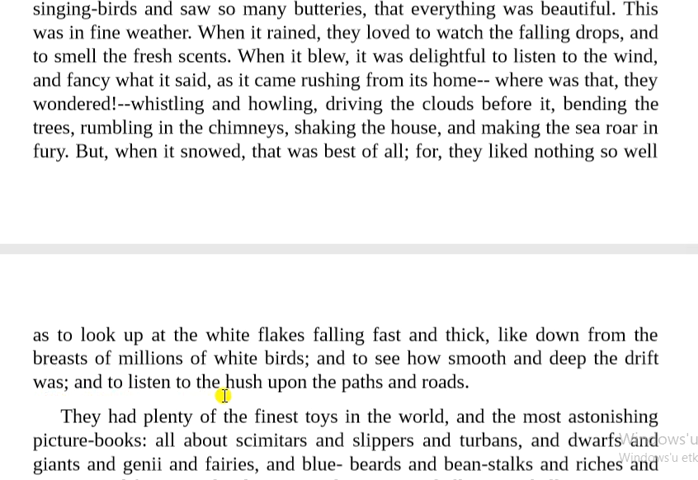 singing-birds and saw so many butteries, that everything was beautiful. This
was in fine weather. When it rained, they loved to watch the falling drops, and
to smell the fresh scents. When it blew, it was delightful to listen to the wind,
and fancy what it said, as it came rushing from its home-- where was that, they
wondered!--whistling and howling, driving the clouds before it, bending the
trees, rumbling in the chimneys, shaking the house, and making the sea roar in
fury. But, when it snowed, that was best of all; for, they liked nothing so well
as to look up at the white flakes falling fast and thick, like down from the
breasts of millions of white birds; and to see how smooth and deep the drift
was; and to listen to the hush upon the paths and roads.
They had plenty of the finest toys in the world, and the most astonishing
picture-books: all about scimitars and slippers and turbans, and dwarfs and
giants and genii and fairies, and blue- beards and bean-stalks and riches and
Windows'u
Windows'u etk